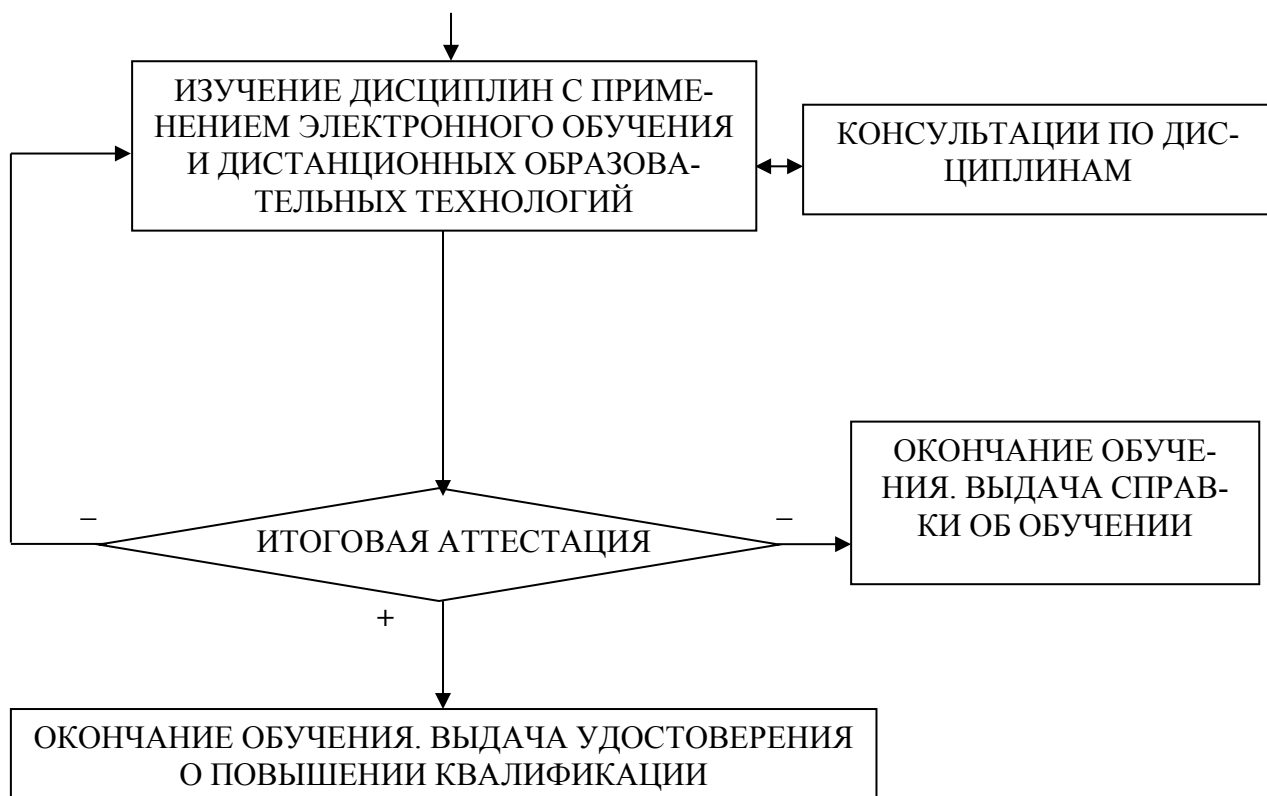 ИЗУЧЕНИЕ ДИСЦИПЛИН С ПРИМЕ-
НЕНИЕМ ЭЛЕКТРОННОГО ОБУЧЕНИЯ
И ДИСТАНЦИОННЫХ ОБРАЗОВА-
ТЕЛЬНЫХ ТЕХНОЛОГИЙ
КОНСУЛЬТАЦИИ ПО ДИС-
ЦИПЛИНАМ
ОКОНЧАНИЕ ОБУЧЕ-
НИЯ. ВЫДАЧА СПРАВ-
КИ ОБ ОБУЧЕНИИ
–
ИТОГОВАЯ АТТЕСТАЦИЯ
–
+
ОКОНЧАНИЕ ОБУЧЕНИЯ. ВЫДАЧА УДОСТОВЕРЕНИЯ
О ПОВЫШЕНИИ КВАЛИФИКАЦИИ